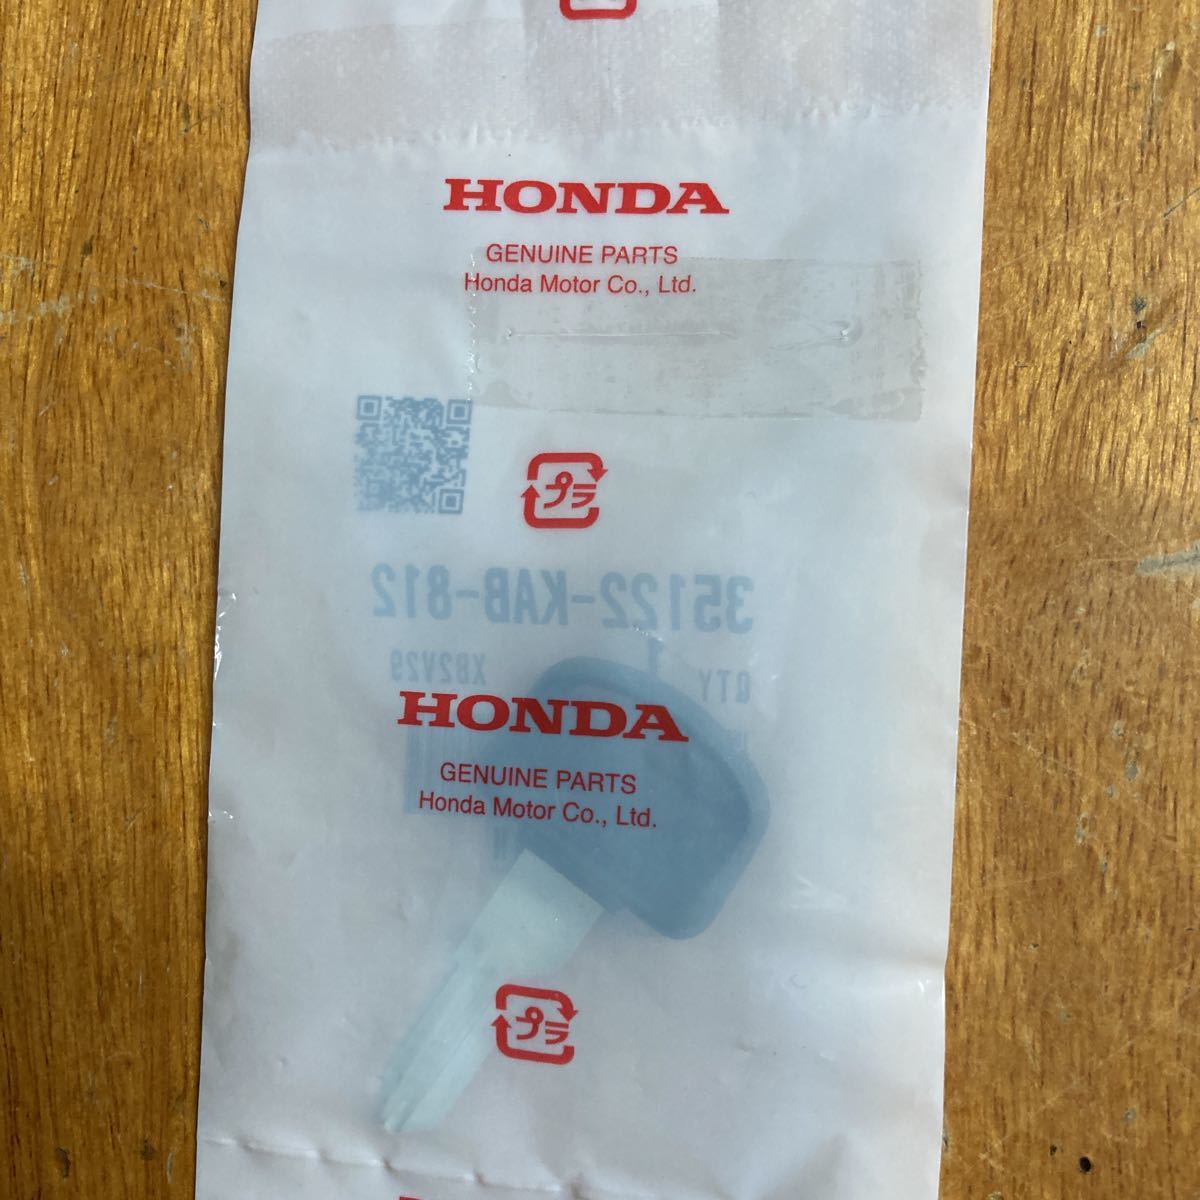 HONDA
GENUINE PARTS
Honda Motor Co., Ltd.
プラ
35122-KAB-812
QTY 1 XB2V29
HONDA
GENUINE PARTS
Honda Motor Co., Ltd.
プラ